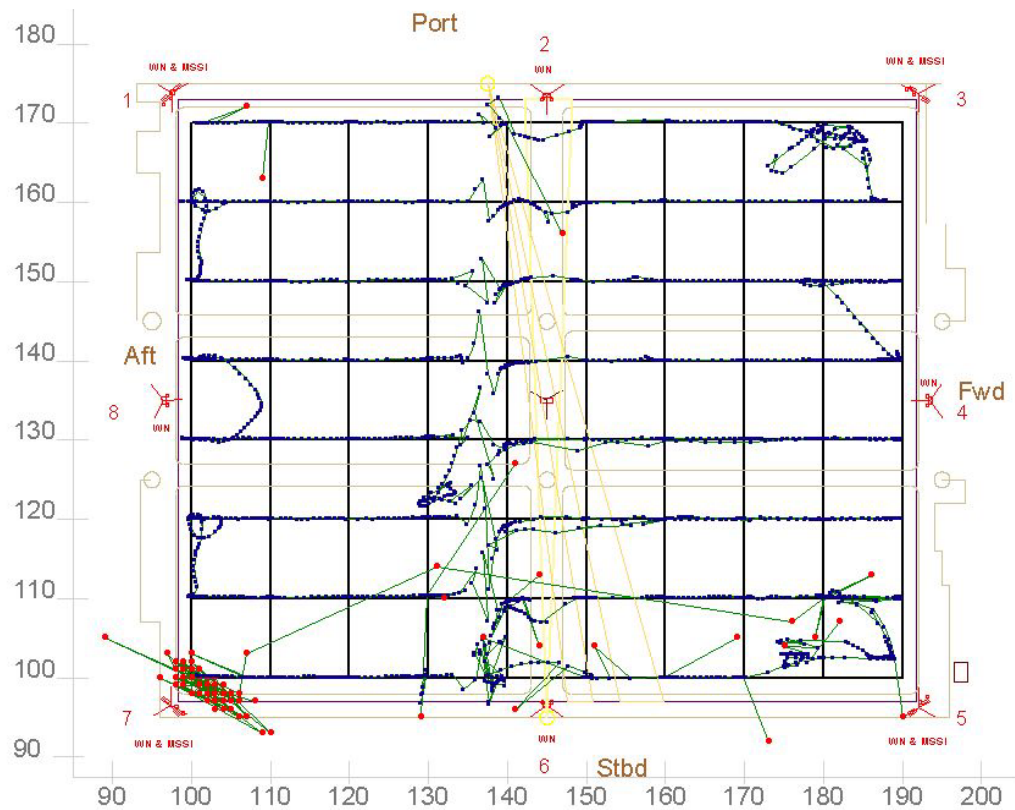 Port
180
2
WN & MSSI
WN
WN & MSSI
1
3
170
160
150
140
Aft
WN
Fwd
8
4
WN
130
120
110
100
7
5
WN & MSSI
WN
WN & MSSI
6
Stbd
90
90 100 110 120 130 140 150 160 170 180 190 200